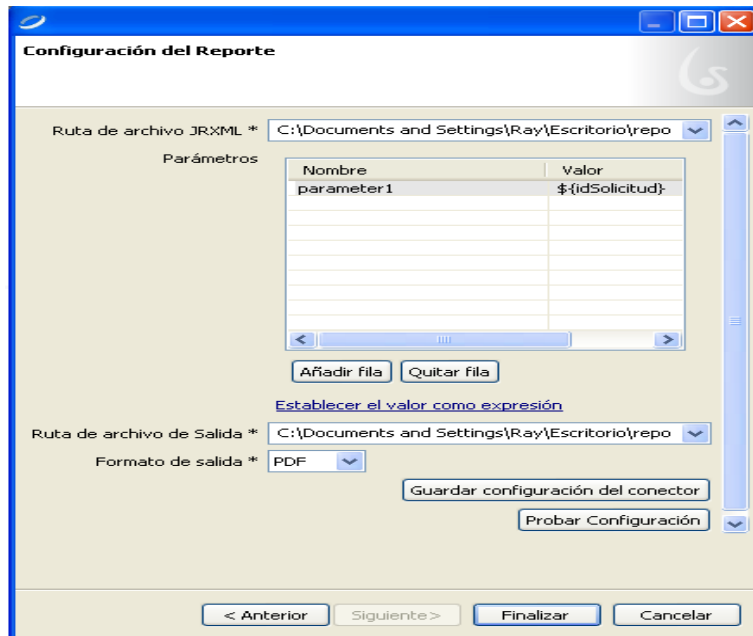 Configuración del Reporte
Ruta de archivo JRXML * C:\Documents and Settings\Ray\Escritorio\repo
Parámetros
Nombre Valor
parameter1 ${idSolicitud}
Añadir fila Quitar fila
Establecer el valor como expresión
Ruta de archivo de Salida * C:\Documents and Settings\Ray\Escritorio\repo
Formato de salida * PDF
Guardar configuración del conector
Probar Configuración
< Anterior Siguiente > Finalizar Cancelar